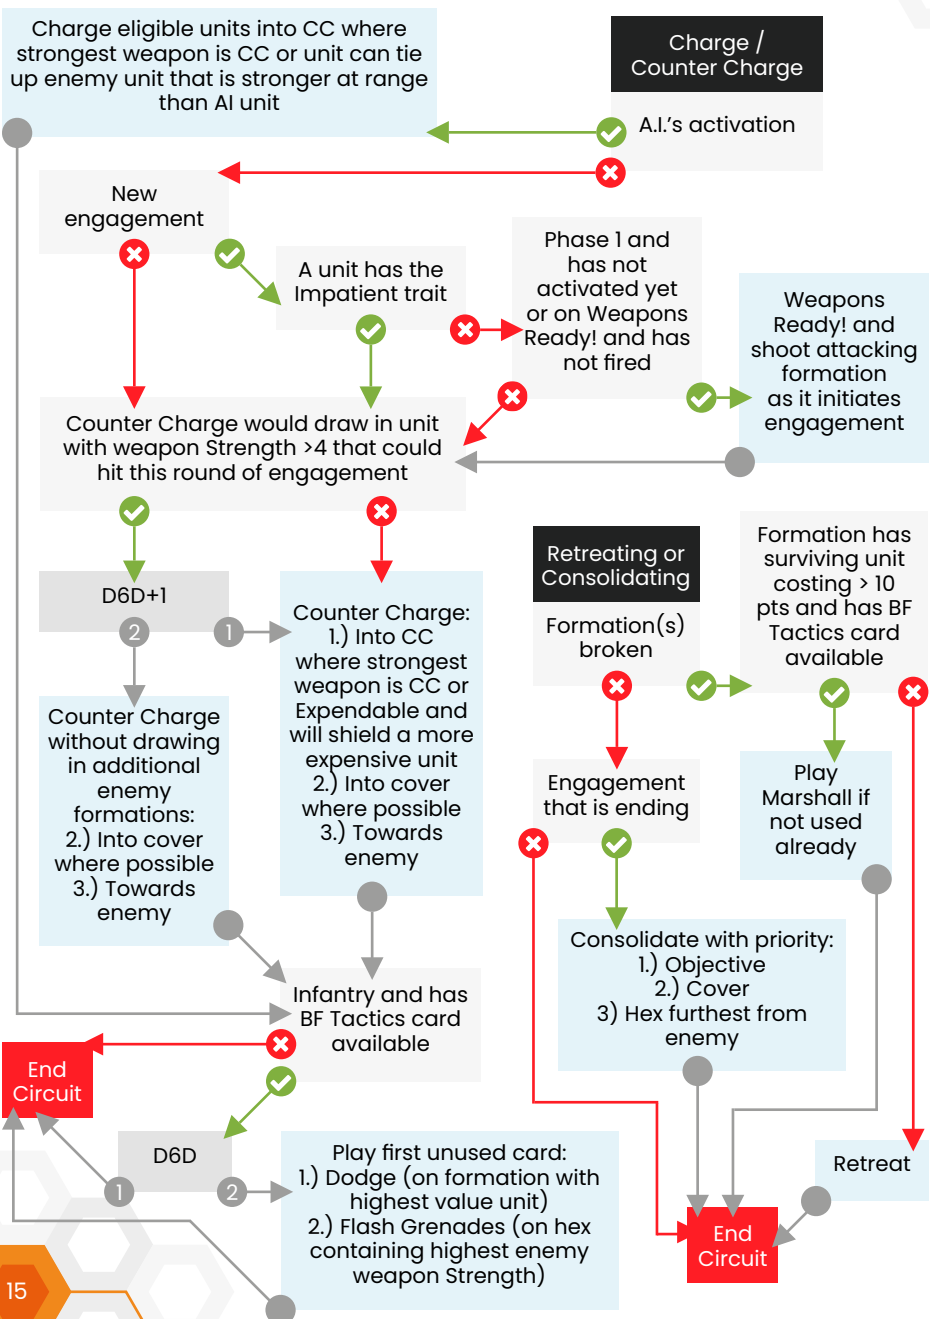 Charge eligible units into CC where
strongest weapon is CC or unit can tie
up enemy unit that is stronger at range
than AI unit
Charge /
Counter Charge
A.I.'s activation
New
engagement
A unit has the
Impatient trait
Phase 1 and
has not
activated yet
or on Weapons
Ready! and has
not fired
Weapons
Ready! and
shoot attacking
formation
as it initiates
engagement
Counter Charge would draw in unit
with weapon Strength >4 that could
hit this round of engagement
D6D+1
2
1
Counter Charge:
1.) Into CC
where strongest
weapon is CC or
Expendable and
will shield a more
expensive unit
2.) Into cover
where possible
3.) Towards
enemy
Counter Charge
without drawing
in additional
enemy
formations:
2.) Into cover
where possible
3.) Towards
enemy
Infantry and has
BF Tactics card
available
End
Circuit
D6D
1
2
Play first unused card:
1.) Dodge (on formation with
highest value unit)
2.) Flash Grenades (on hex
containing highest enemy
weapon Strength)
Retreating or
Consolidating
Formation(s)
broken
Formation has
surviving unit
costing > 10
pts and has BF
Tactics card
available
Engagement
that is ending
Play
Marshall if
not used
already
Consolidate with priority:
1.) Objective
2.) Cover
3) Hex furthest from
enemy
Retreat
End
Circuit
15